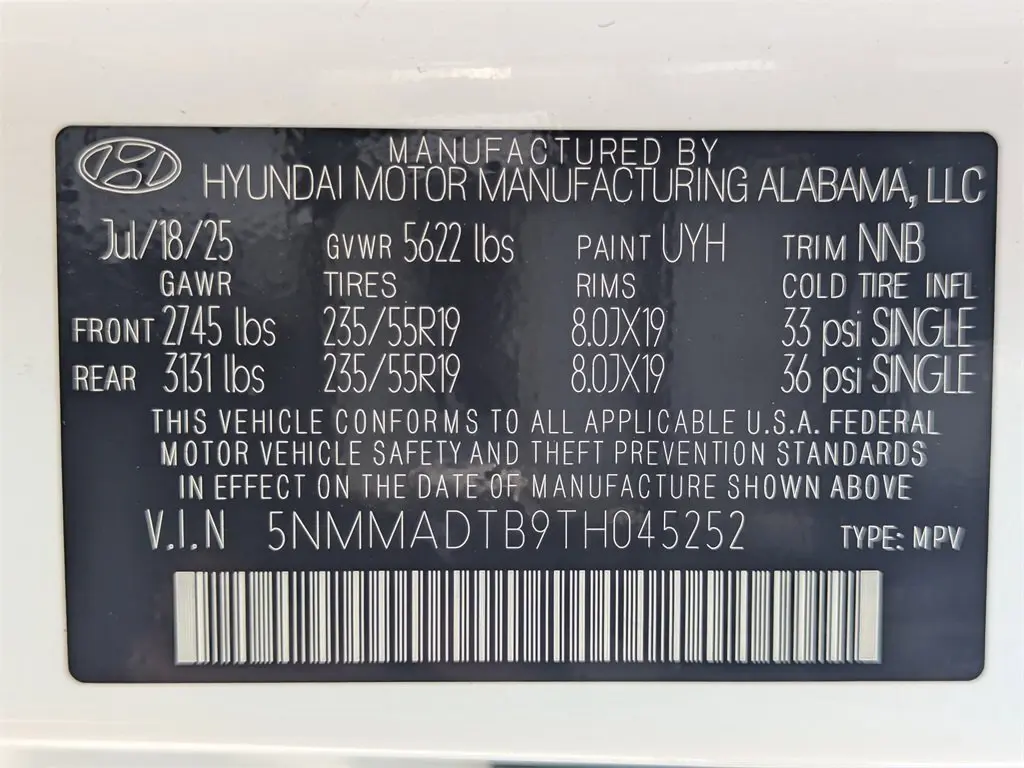 MANUFACTURED BY
HYUNDAI MOTOR MANUFACTURING ALABAMA, LLC
Jul/18/25 GVWR 5622 lbs PAINT UYH TRIM NNB
GAWR TIRES RIMS COLD TIRE INFL
FRONT 2745 lbs 235/55R19 8.0JX19 33 psi SINGLE
REAR 3131 lbs 235/55R19 8.0JX19 36 psi SINGLE
THIS VEHICLE CONFORMS TO ALL APPLICABLE U.S.A. FEDERAL
MOTOR VEHICLE SAFETY AND THEFT PREVENTION STANDARDS
IN EFFECT ON THE DATE OF MANUFACTURE SHOWN ABOVE
V.I.N 5NMMADTB9TH045252 TYPE: MPV